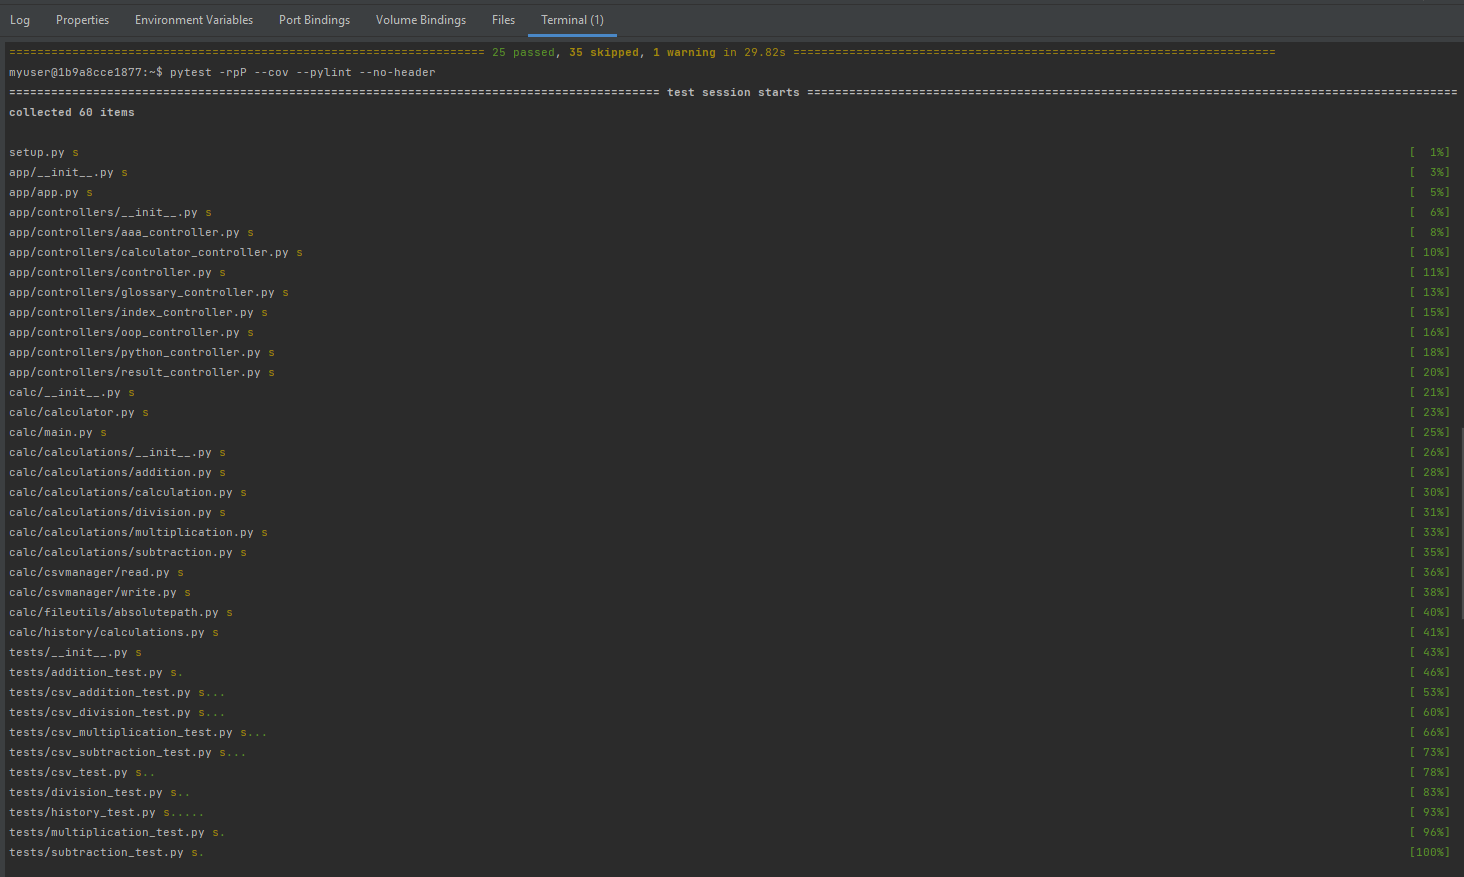 Log Properties Environment Variables Port Bindings Volume Bindings Files Terminal (1)
==================================================================== 25 passed, 35 skipped, 1 warning in 29.82s =====================================================================
myuser@1b9a8cce1877:~$ pytest -rpP --cov --pylint --no-header
============================================================================================= test session starts =============================================================================================
collected 60 items
setup.py s [  1%]
app/__init__.py s [  3%]
app/app.py s [  5%]
app/controllers/__init__.py s [  6%]
app/controllers/aaa_controller.py s [  8%]
app/controllers/calculator_controller.py s [ 10%]
app/controllers/controller.py s [ 11%]
app/controllers/glossary_controller.py s [ 13%]
app/controllers/index_controller.py s [ 15%]
app/controllers/oop_controller.py s [ 16%]
app/controllers/python_controller.py s [ 18%]
app/controllers/result_controller.py s [ 20%]
calc/__init__.py s [ 21%]
calc/calculator.py s [ 23%]
calc/main.py s [ 25%]
calc/calculations/__init__.py s [ 26%]
calc/calculations/addition.py s [ 28%]
calc/calculations/calculation.py s [ 30%]
calc/calculations/division.py s [ 31%]
calc/calculations/multiplication.py s [ 33%]
calc/calculations/subtraction.py s [ 35%]
calc/csvmanager/read.py s [ 36%]
calc/csvmanager/write.py s [ 38%]
calc/fileutils/absolutepath.py s [ 40%]
calc/history/calculations.py s [ 41%]
tests/__init__.py s [ 43%]
tests/addition_test.py s. [ 46%]
tests/csv_addition_test.py s... [ 53%]
tests/csv_division_test.py s... [ 60%]
tests/csv_multiplication_test.py s... [ 66%]
tests/csv_subtraction_test.py s... [ 73%]
tests/csv_test.py s.. [ 78%]
tests/division_test.py s.. [ 83%]
tests/history_test.py s..... [ 93%]
tests/multiplication_test.py s. [ 96%]
tests/subtraction_test.py s. [100%]